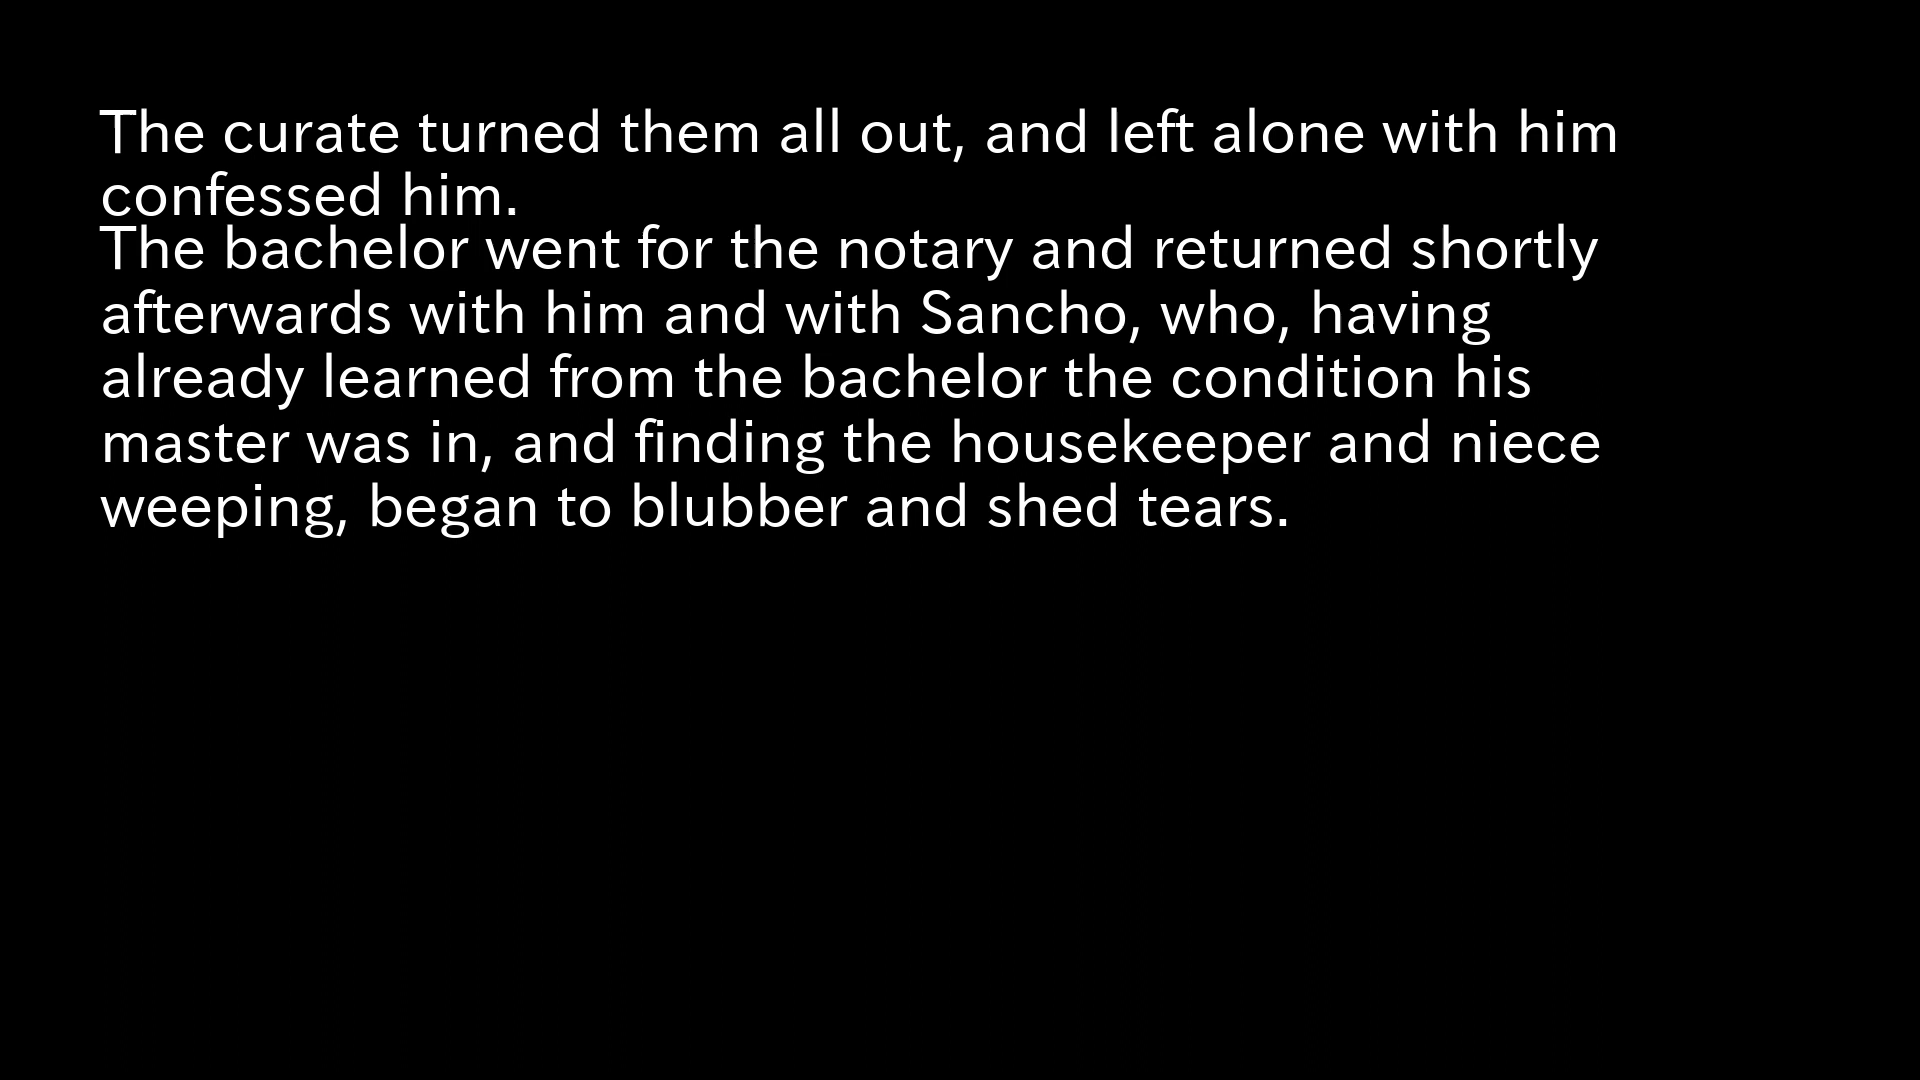 The curate turned them all out, and left alone with him
confessed him.
The bachelor went for the notary and returned shortly
afterwards with him and with Sancho, who, having
already learned from the bachelor the condition his
master was in, and finding the housekeeper and niece
weeping, began to blubber and shed tears.